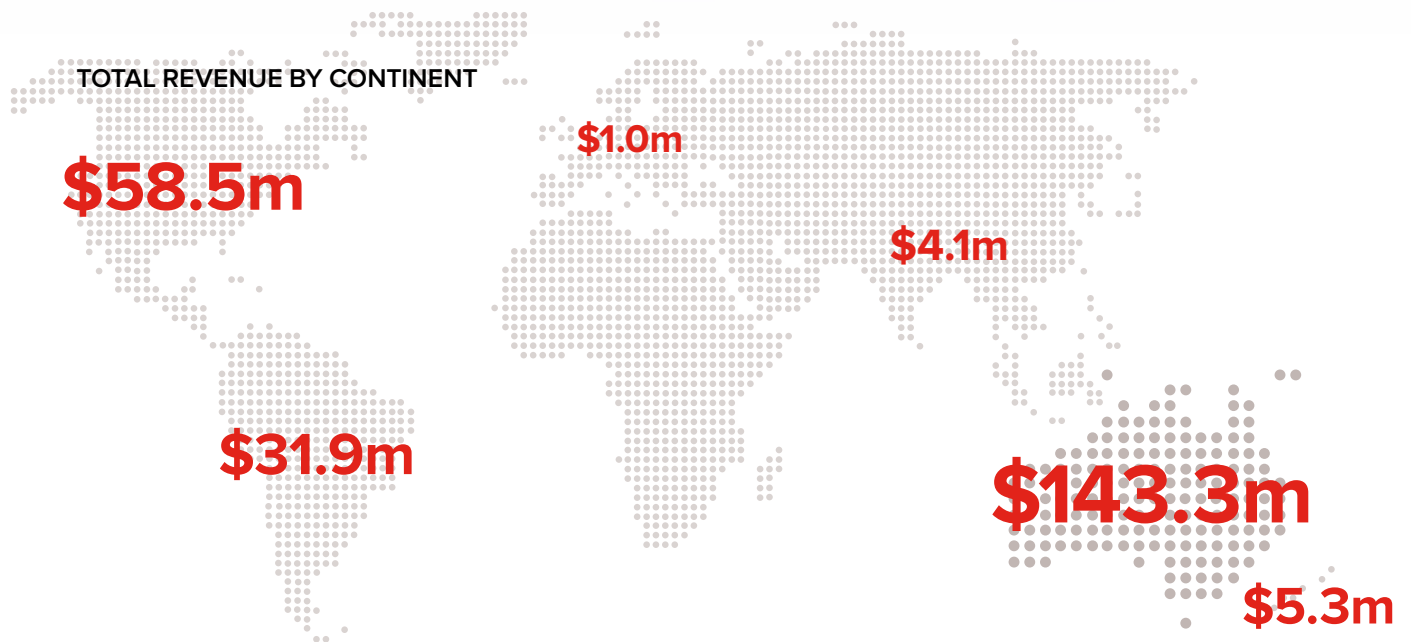 TOTAL REVENUE BY CONTINENT
$1.0m
$58.5m
$4.1m
$31.9m
$143.3m
$5.3m